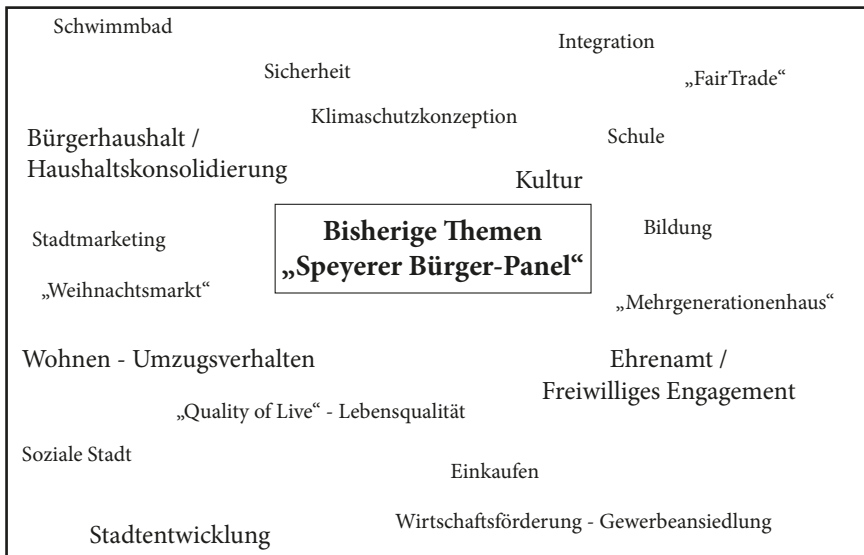 Schwimmbad
Integration
Sicherheit
„FairTrade“
Klimaschutzkonzeption
Bürgerhaushalt /
Haushaltskonsolidierung
Schule
Kultur
Bisherige Themen
„Speyerer Bürger-Panel“
Stadtmarketing
Bildung
„Weihnachtsmarkt“
„Mehrgenerationenhaus“
Wohnen - Umzugsverhalten
Ehrenamt /
Freiwilliges Engagement
„Quality of Live“ - Lebensqualität
Soziale Stadt
Einkaufen
Stadtentwicklung
Wirtschaftsförderung - Gewerbeansiedlung